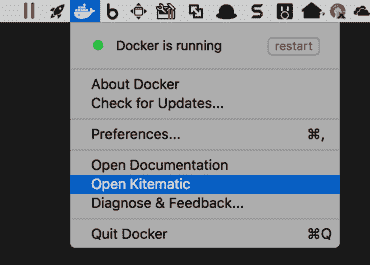 Docker is running restart
About Docker
Check for Updates...
Preferences... ⌘,
Open Documentation
Open Kitematic
Diagnose & Feedback...
Quit Docker ⌘Q